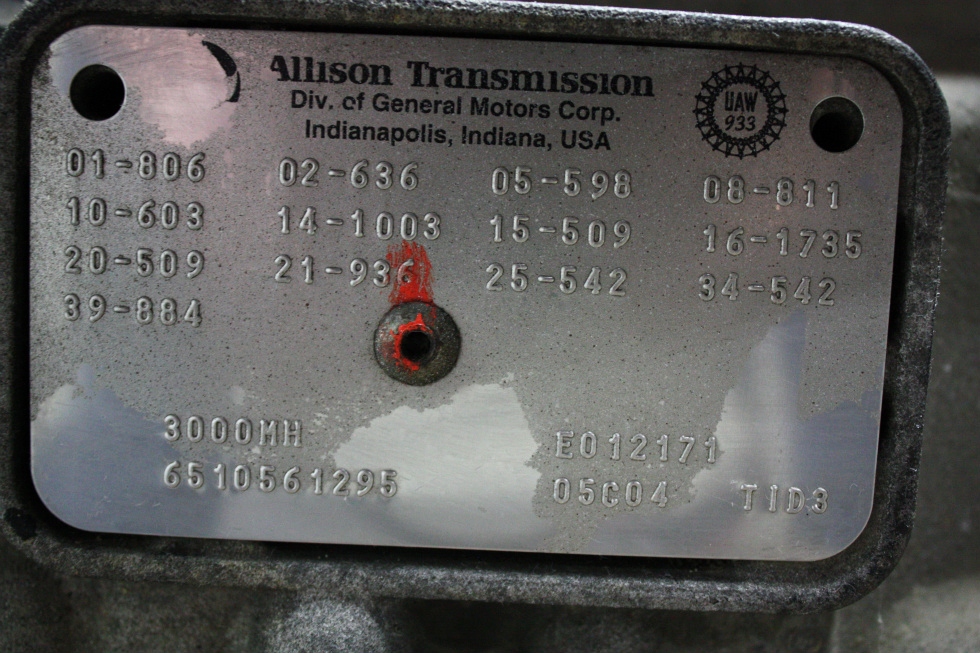 Allison Transmission
Div. of General Motors Corp.
Indianapolis, Indiana, USA
UAW
933
01-806 02-636 05-598 08-811
10-603 14-1003 15-509 16-1735
20-509 21-936 25-542 34-542
39-884
3000MH E012171
6510561295 05C04 TID3